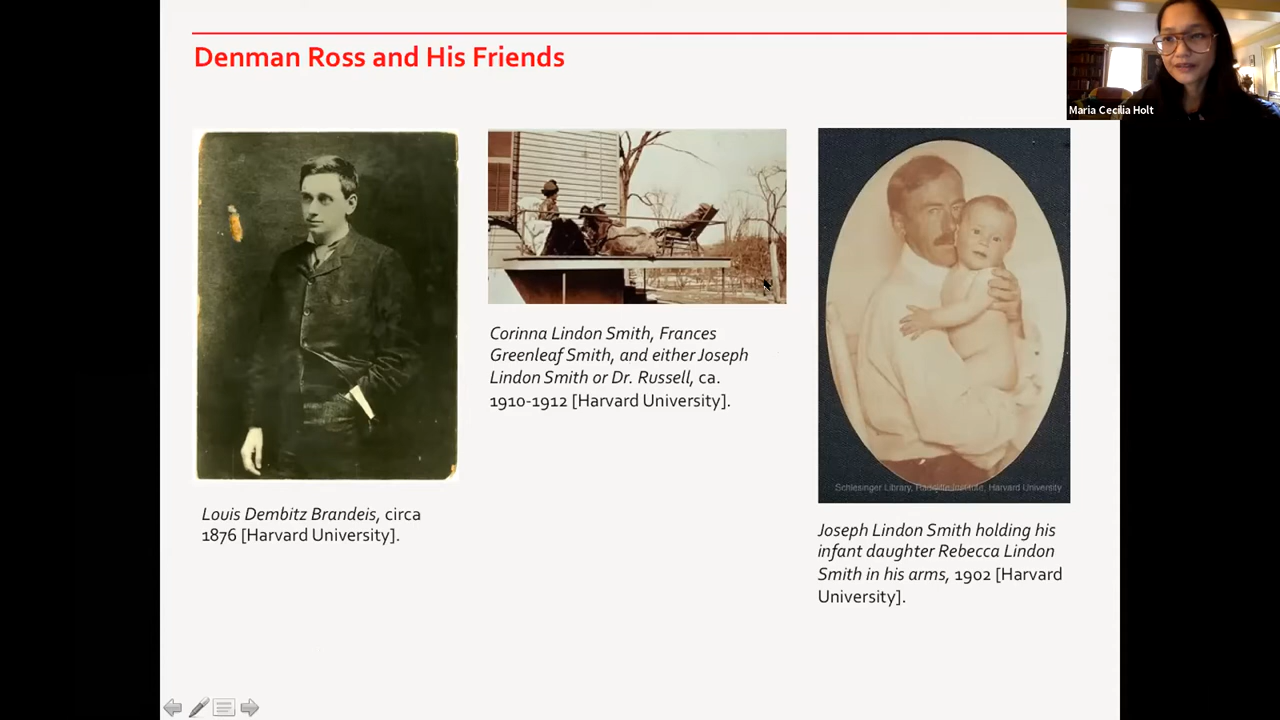 Denman Ross and His Friends
Maria Cecilia Holt
Louis Dembitz Brandeis, circa
1876 [Harvard University].
Corinna Lindon Smith, Frances
Greenleaf Smith, and either Joseph
Lindon Smith or Dr. Russell, ca.
1910-1912 [Harvard University].
Schlesinger Library, Radcliffe Institute, Harvard University
Joseph Lindon Smith holding his
infant daughter Rebecca Lindon
Smith in his arms, 1902 [Harvard
University].